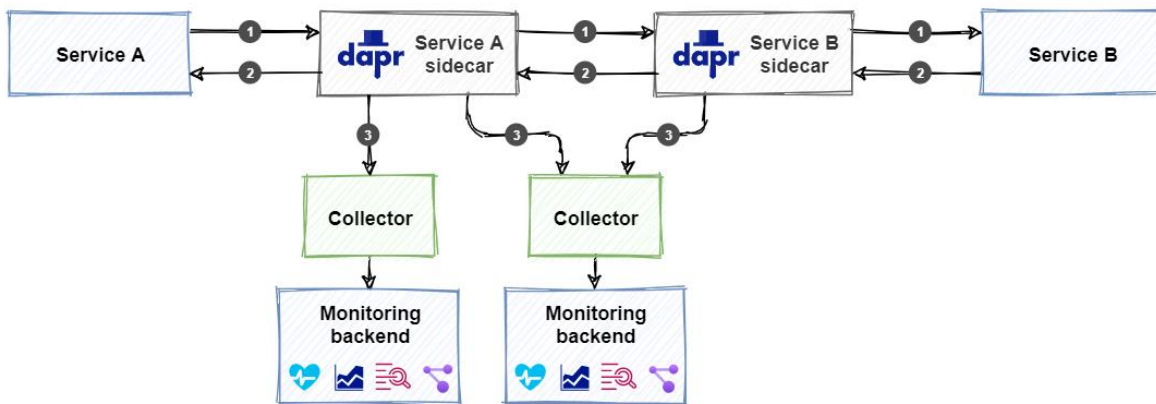 Service A
1
dapr
Service A
sidecar
1
dapr
Service B
sidecar
1
Service B
2
2
2
3
3
3
Collector
Collector
Monitoring
backend
Monitoring
backend